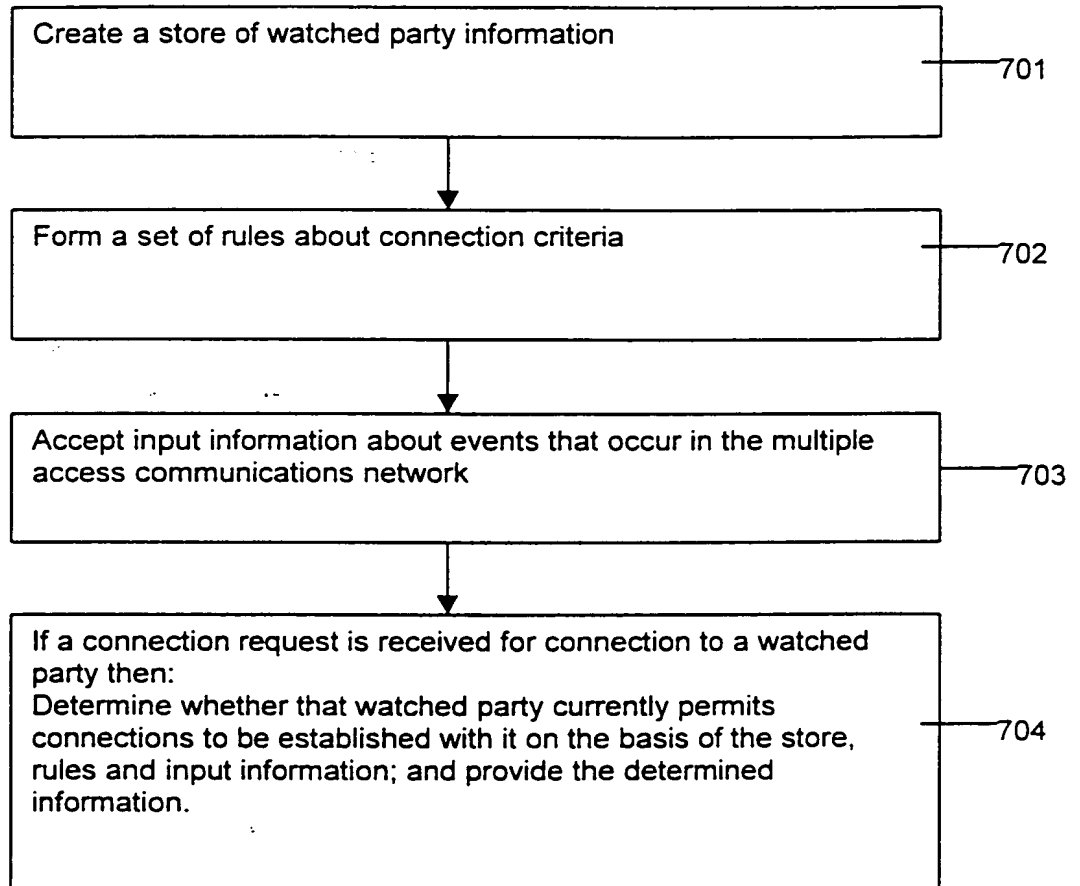 Create a store of watched party information
701
Form a set of rules about connection criteria
702
Accept input information about events that occur in the multiple
access communications network
703
If a connection request is received for connection to a watched
party then:
Determine whether that watched party currently permits
connections to be established with it on the basis of the store,
rules and input information; and provide the determined
information.
704